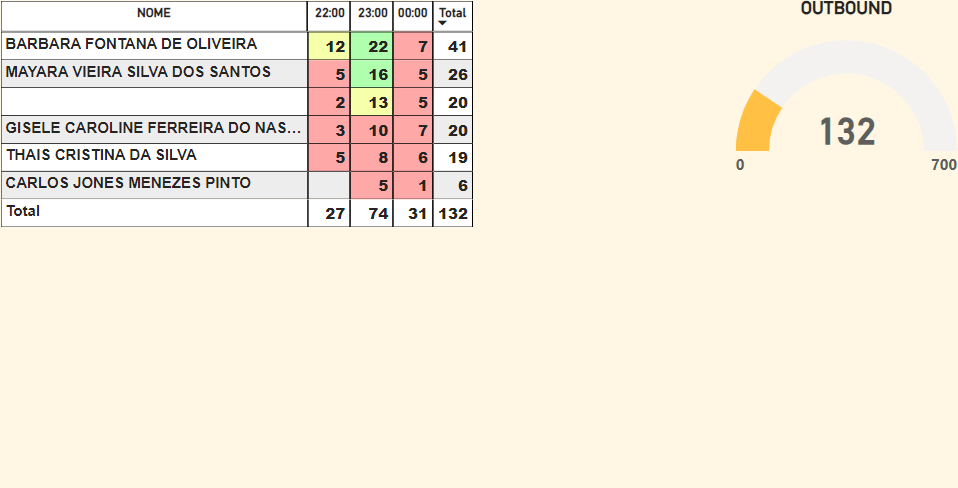 NOME 22:00 23:00 00:00 Total
BARBARA FONTANA DE OLIVEIRA 12 22 7 41
MAYARA VIEIRA SILVA DOS SANTOS 5 16 5 26
2 13 5 20
GISELE CAROLINE FERREIRA DO NAS... 3 10 7 20
THAIS CRISTINA DA SILVA 5 8 6 19
CARLOS JONES MENEZES PINTO 5 1 6
Total 27 74 31 132
OUTBOUND
132
0 700